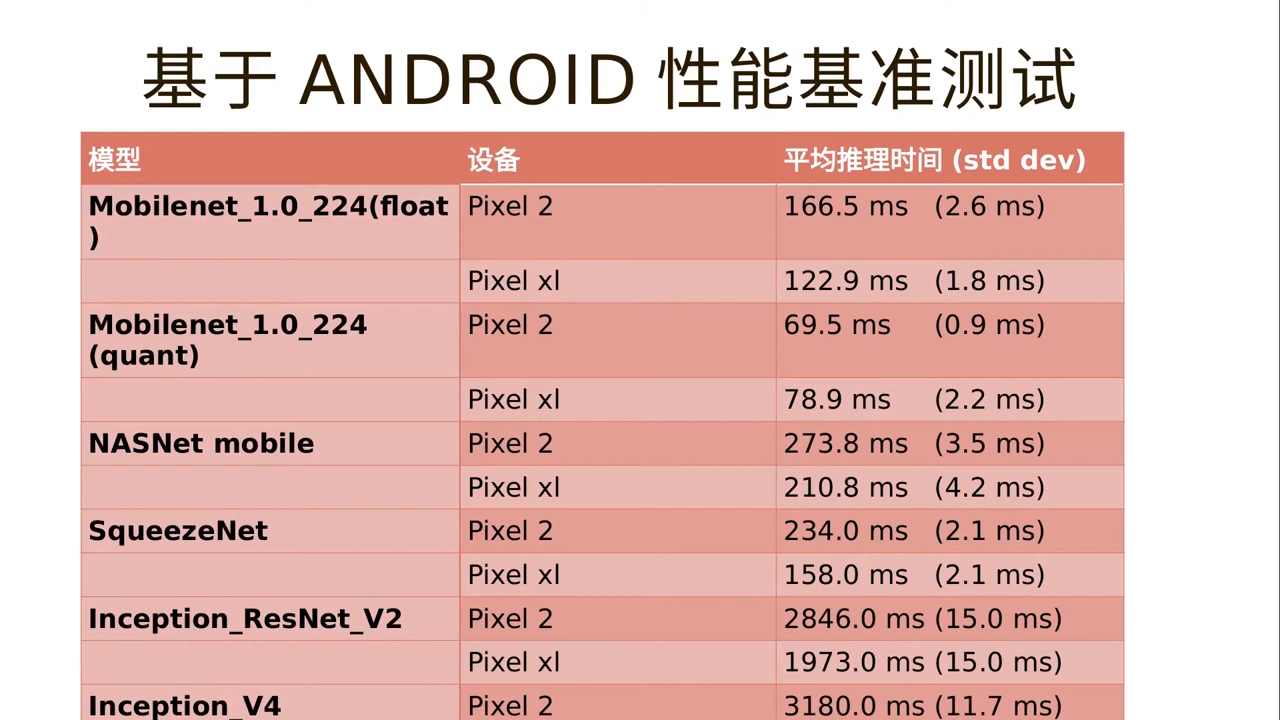 基于 ANDROID 性能基准测试
模型 设备 平均推理时间 (std dev)
Mobilenet_1.0_224(float Pixel 2 166.5 ms (2.6 ms)
)
Pixel xl 122.9 ms (1.8 ms)
Mobilenet_1.0_224 Pixel 2 69.5 ms (0.9 ms)
(quant)
Pixel xl 78.9 ms (2.2 ms)
NASNet mobile Pixel 2 273.8 ms (3.5 ms)
Pixel xl 210.8 ms (4.2 ms)
SqueezeNet Pixel 2 234.0 ms (2.1 ms)
Pixel xl 158.0 ms (2.1 ms)
Inception_ResNet_V2 Pixel 2 2846.0 ms (15.0 ms)
Pixel xl 1973.0 ms (15.0 ms)
Inception_V4 Pixel 2 3180.0 ms (11.7 ms)